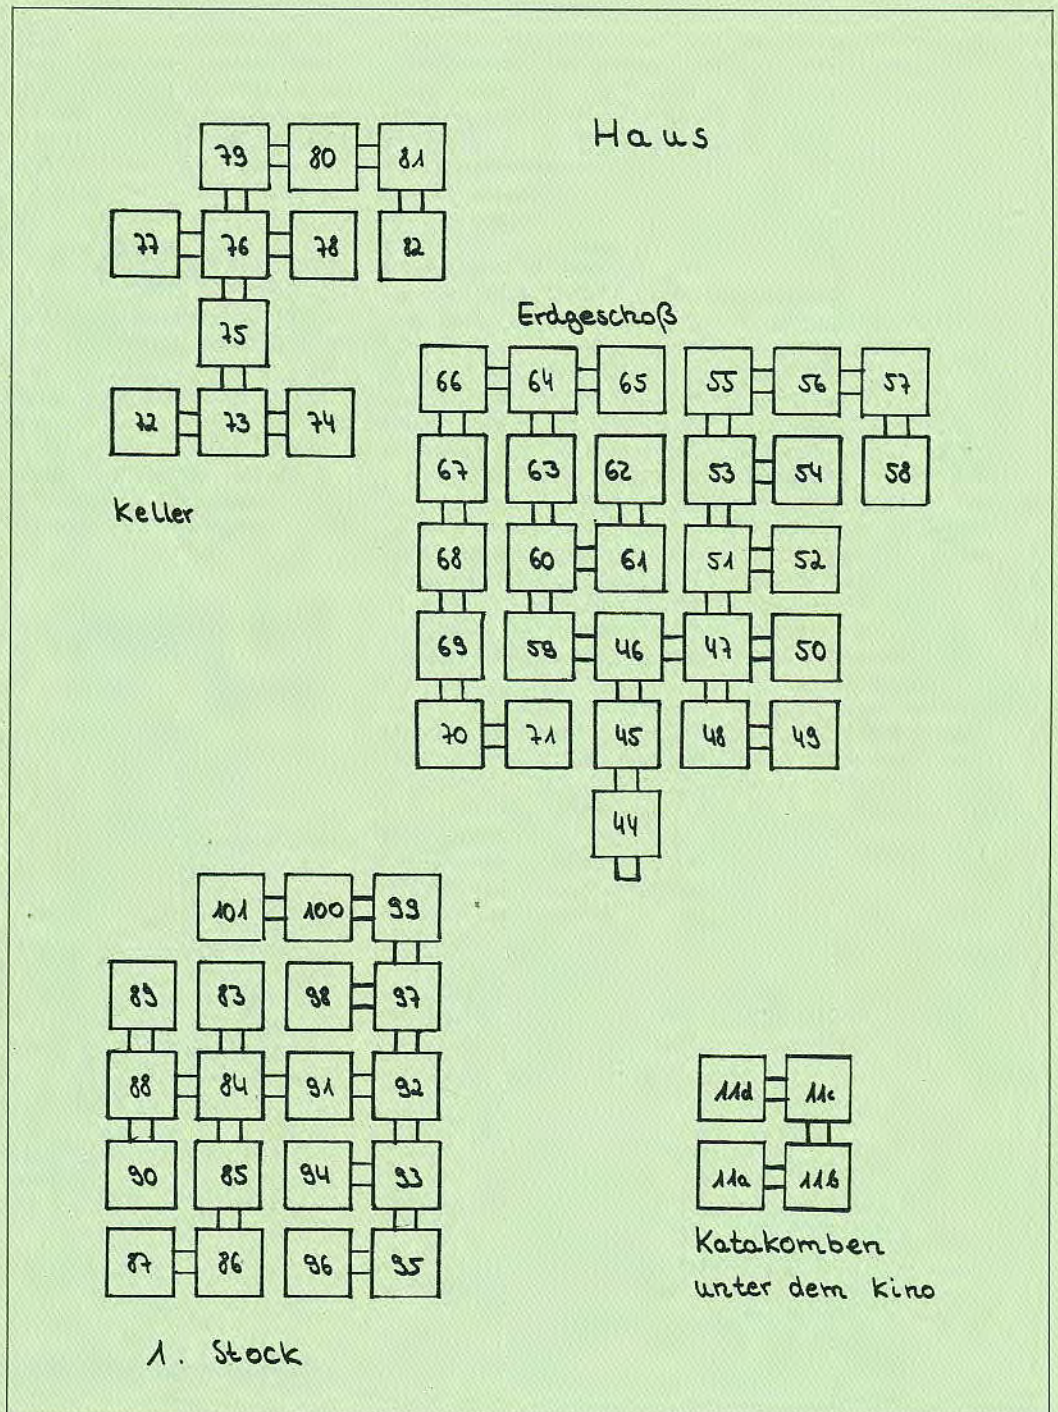 Haus
79 80 81
77 76 78 82
75
72 73 74
Keller
Erdgeschoß
66 64 65 55 56 57
67 63 62 53 54 58
68 60 61 51 52
69 59 46 47 50
70 71 45 48 49
44
101 100 99
89 83 98 97
88 84 91 92
90 85 94 93
87 86 96 95
1. Stock
11d 11c
11a 11b
Katakomben
unter dem Kino